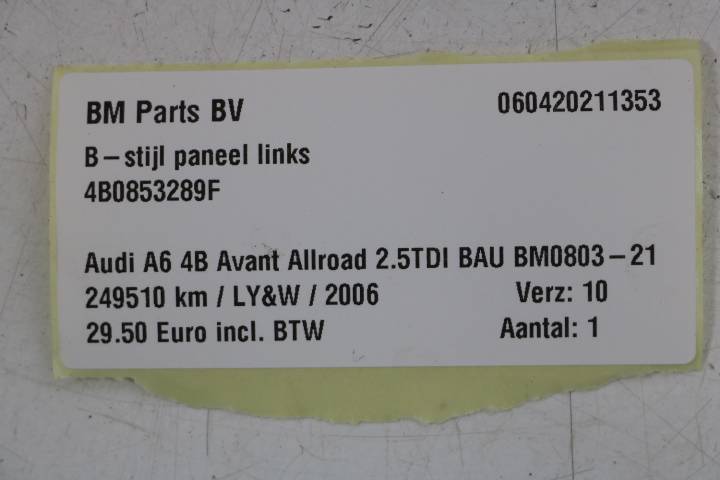 BM Parts BV 060420211353
B-stijl paneel links
4B0853289F
Audi A6 4B Avant Allroad 2.5TDI BAU BM0803-21
249510 km / LY&W / 2006 Verz: 10
29.50 Euro incl. BTW Aantal: 1